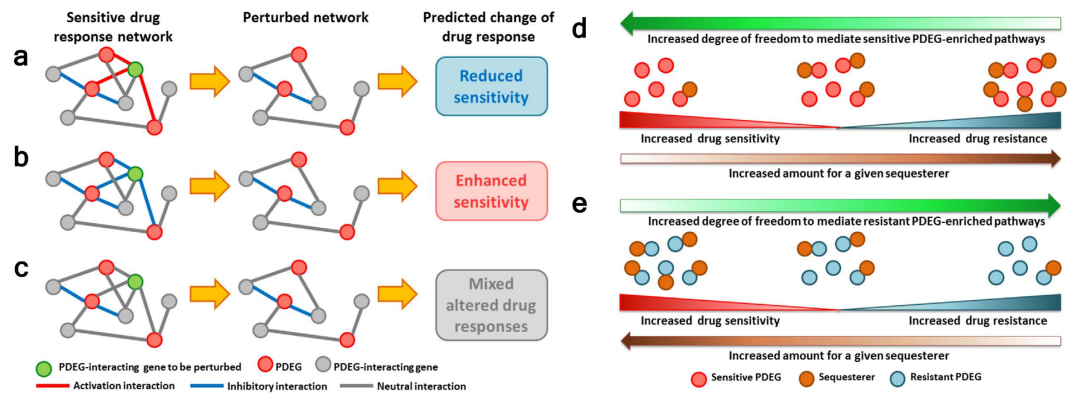 Sensitive drug
response network
Perturbed network
Predicted change of
drug response
a
Reduced
sensitivity
b
Enhanced
sensitivity
c
Mixed
altered drug
responses
PDEG-interacting gene to be perturbed
PDEG
PDEG-interacting gene
Activation interaction
Inhibitory interaction
Neutral interaction
d
Increased degree of freedom to mediate sensitive PDEG-enriched pathways
Increased drug sensitivity
Increased drug resistance
Increased amount for a given sequesterer
e
Increased degree of freedom to mediate resistant PDEG-enriched pathways
Increased drug sensitivity
Increased drug resistance
Increased amount for a given sequesterer
Sensitive PDEG
Sequesterer
Resistant PDEG